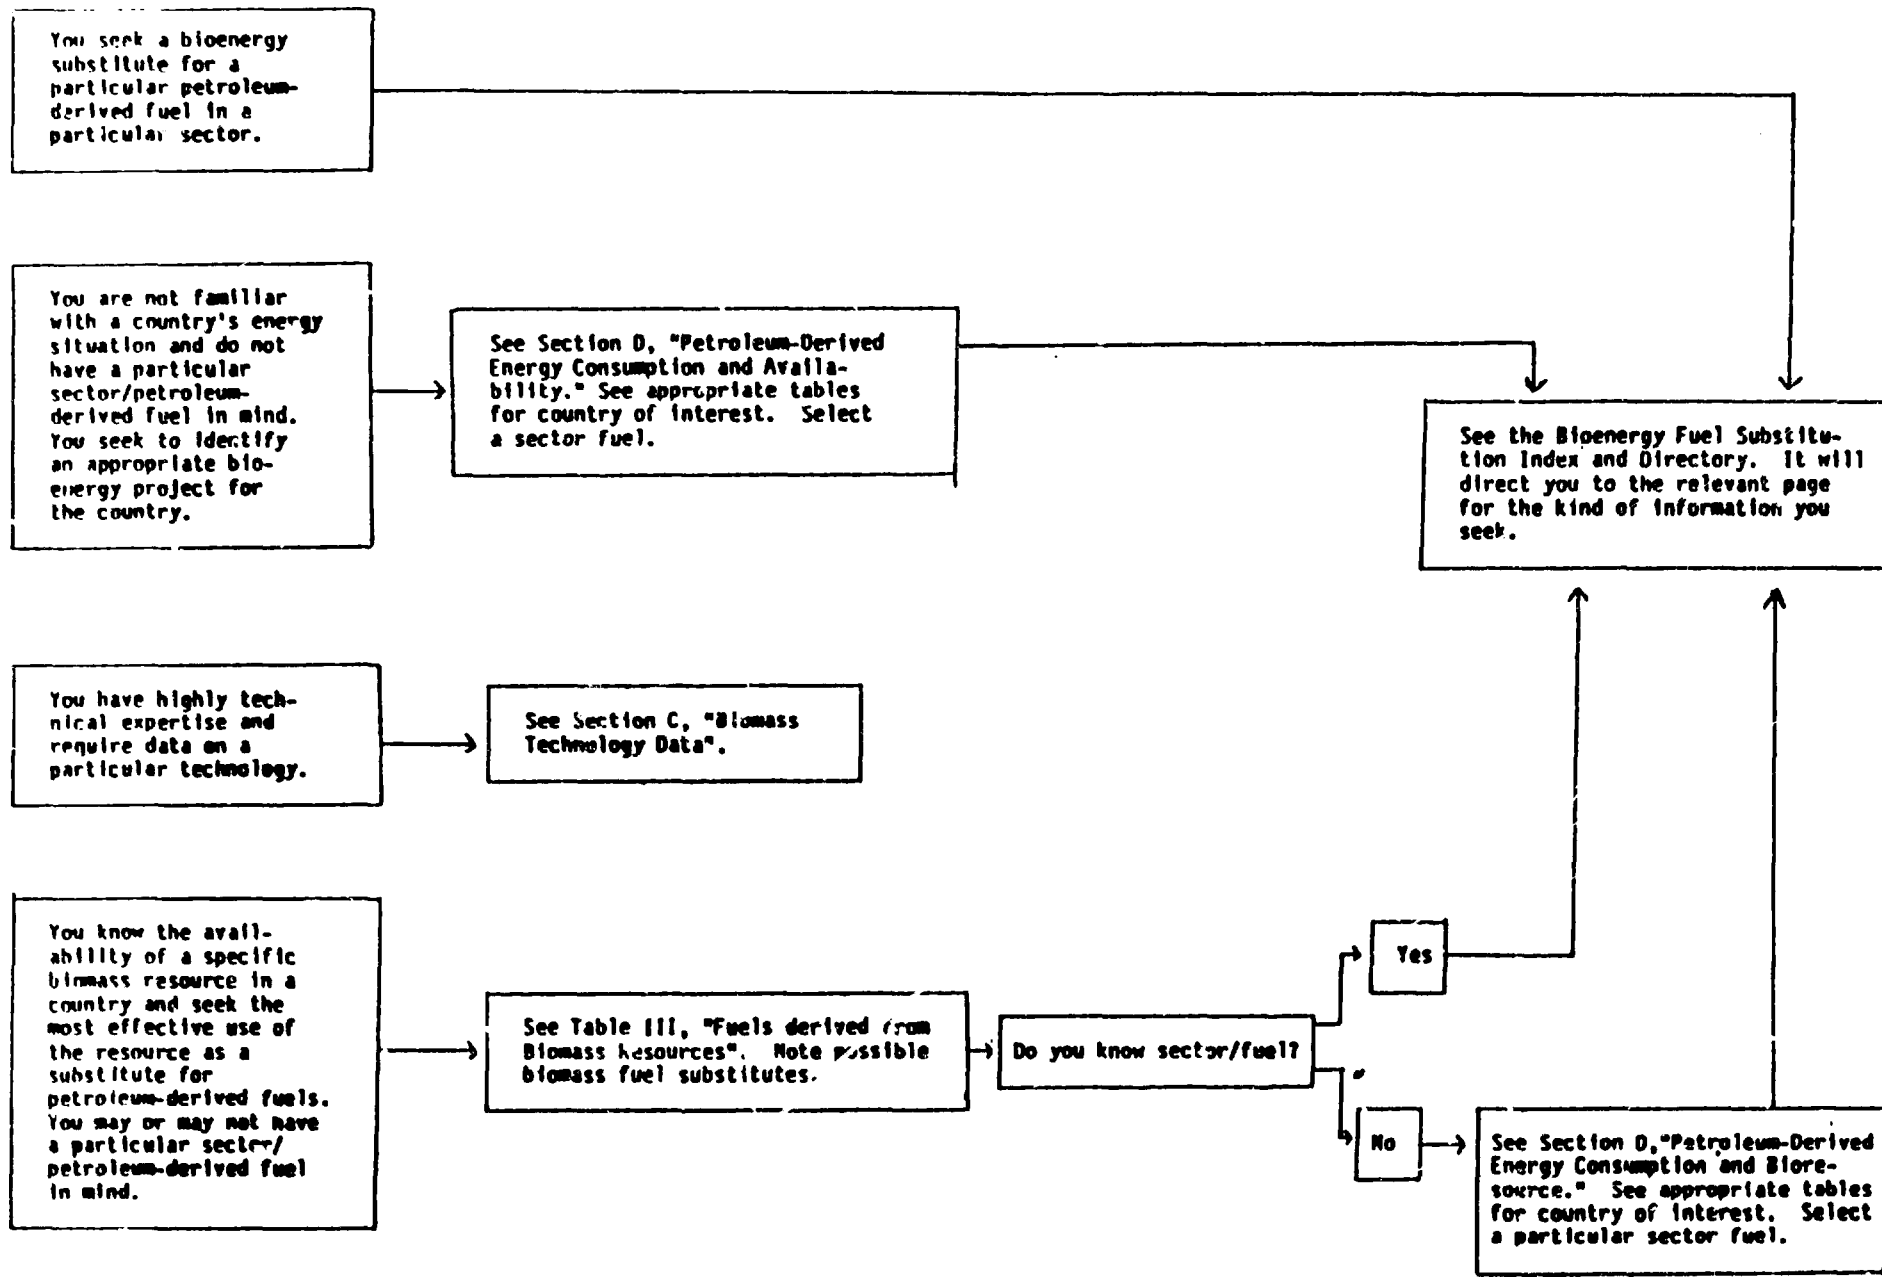 You seek a bioenergy
substitute for a
particular petroleum-
derived fuel in a
particular sector.
You are not familiar
with a country's energy
situation and do not
have a particular
sector/petroleum-
derived fuel in mind.
You seek to identify
an appropriate bio-
energy project for
the country.
See Section D, "Petroleum-Derived
Energy Consumption and Availa-
bility." See appropriate tables
for country of interest. Select
a sector fuel.
See the Bioenergy Fuel Substitu-
tion Index and Directory. It will
direct you to the relevant page
for the kind of information you
seek.
You have highly tech-
nical expertise and
require data on a
particular technology.
See Section C, "Biomass
Technology Data".
You know the avail-
ability of a specific
biomass resource in a
country and seek the
most effective use of
the resource as a
substitute for
petroleum-derived fuels.
You may or may not have
a particular sector/
petroleum-derived fuel
in mind.
See Table III, "Fuels derived from
Biomass Resources". Note possible
biomass fuel substitutes.
Do you know sector/fuel?
Yes
No
See Section D,"Petroleum-Derived
Energy Consumption and Biore-
source." See appropriate tables
for country of interest. Select
a particular sector fuel.